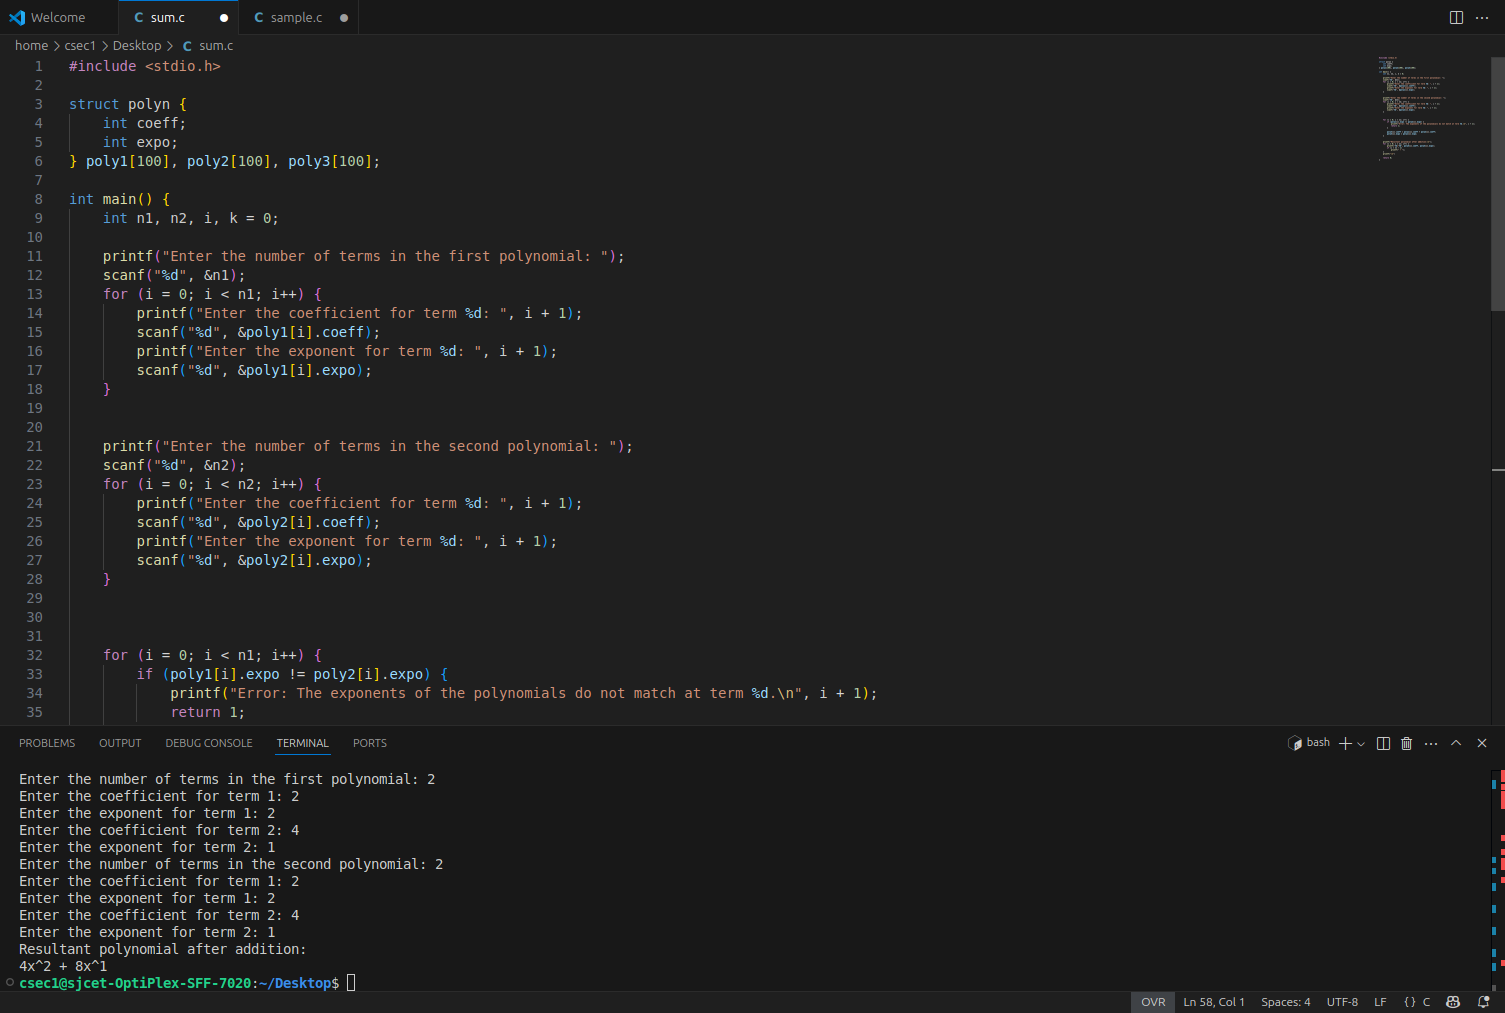 Welcome
C sum.c
C sample.c
home > csec1 > Desktop > C sum.c
1 #include <stdio.h>
2
3 struct polyn {
4     int coeff;
5     int expo;
6 } poly1[100], poly2[100], poly3[100];
7
8 int main() {
9     int n1, n2, i, k = 0;
10
11     printf("Enter the number of terms in the first polynomial: ");
12     scanf("%d", &n1);
13     for (i = 0; i < n1; i++) {
14         printf("Enter the coefficient for term %d: ", i + 1);
15         scanf("%d", &poly1[i].coeff);
16         printf("Enter the exponent for term %d: ", i + 1);
17         scanf("%d", &poly1[i].expo);
18     }
19
20
21     printf("Enter the number of terms in the second polynomial: ");
22     scanf("%d", &n2);
23     for (i = 0; i < n2; i++) {
24         printf("Enter the coefficient for term %d: ", i + 1);
25         scanf("%d", &poly2[i].coeff);
26         printf("Enter the exponent for term %d: ", i + 1);
27         scanf("%d", &poly2[i].expo);
28     }
29
30
31
32     for (i = 0; i < n1; i++) {
33         if (poly1[i].expo != poly2[i].expo) {
34             printf("Error: The exponents of the polynomials do not match at term %d.\n", i + 1);
35             return 1;
PROBLEMS OUTPUT DEBUG CONSOLE TERMINAL PORTS bash
Enter the number of terms in the first polynomial: 2
Enter the coefficient for term 1: 2
Enter the exponent for term 1: 2
Enter the coefficient for term 2: 4
Enter the exponent for term 2: 1
Enter the number of terms in the second polynomial: 2
Enter the coefficient for term 1: 2
Enter the exponent for term 1: 2
Enter the coefficient for term 2: 4
Enter the exponent for term 2: 1
Resultant polynomial after addition:
4x^2 + 8x^1
csec1@sjcet-OptiPlex-SFF-7020:~/Desktop$
OVR Ln 58, Col 1 Spaces: 4 UTF-8 LF {} C